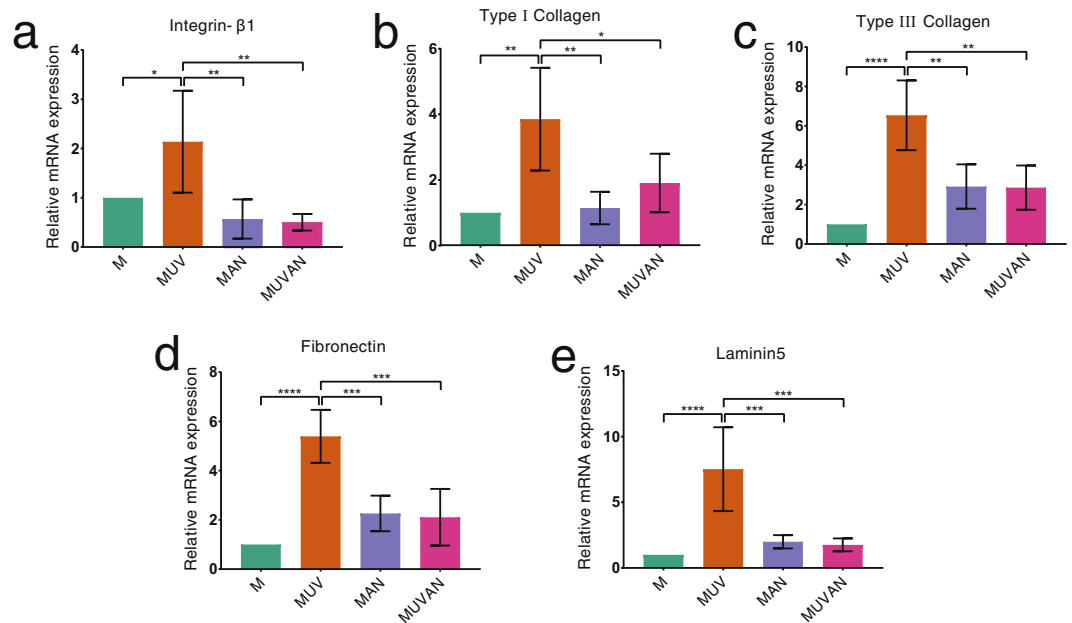 a
Integrin-β1
Relative mRNA expression
4
3
2
1
0
*
**
**
M
MUV
MAN
MUVAN
b
Type I Collagen
Relative mRNA expression
6
4
2
0
**
**
*
M
MUV
MAN
MUVAN
c
Type III Collagen
Relative mRNA expression
10
8
6
4
2
0
****
**
**
M
MUV
MAN
MUVAN
d
Fibronectin
Relative mRNA expression
8
6
4
2
0
****
***
***
M
MUV
MAN
MUVAN
e
Laminin5
Relative mRNA expression
15
10
5
0
****
***
***
M
MUV
MAN
MUVAN